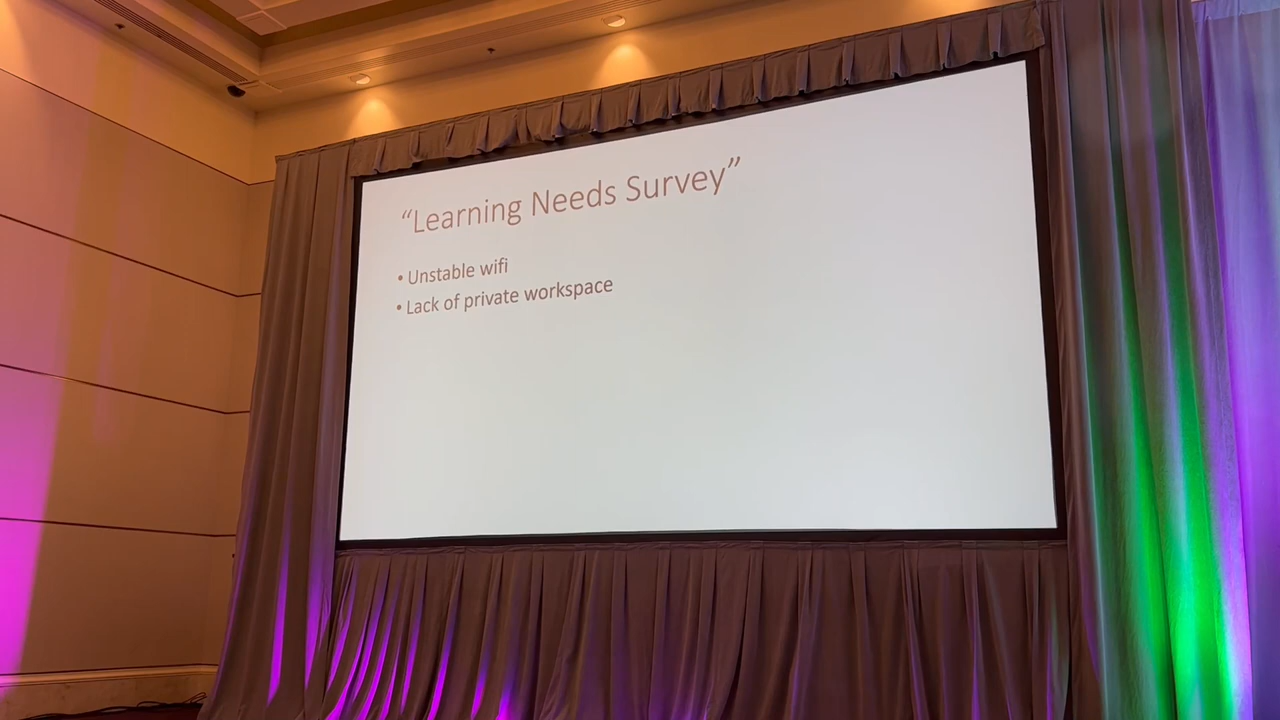 “Learning Needs Survey”
• Unstable wifi
• Lack of private workspace